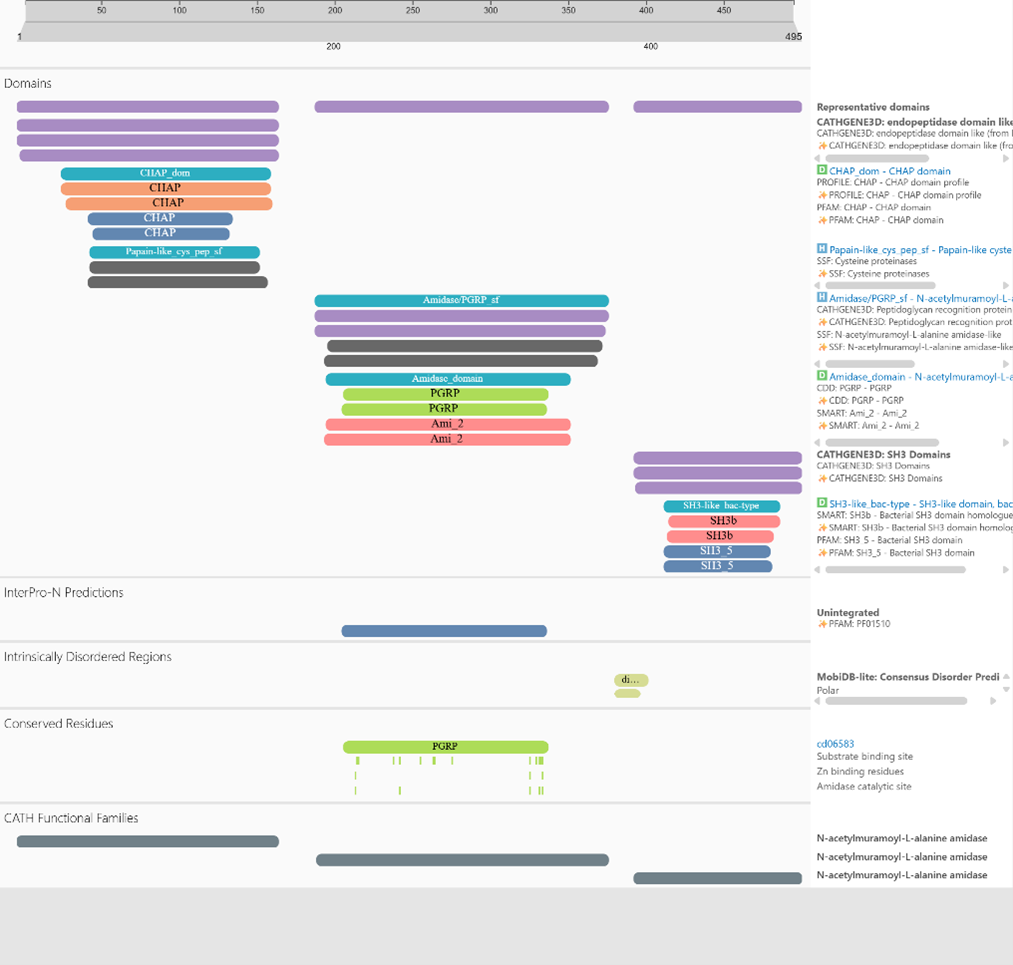 50 100 150 200 250 300 350 400 450
1 495
200 400
Domains
Representative domains
CATHGENE3D: endopeptidase domain like
CATHGENE3D: endopeptidase domain like (from
CATHGENE3D: endopeptidase domain like (fro
CHAP_dom
CHAP_dom - CHAP domain
CHAP
PROFILE: CHAP - CHAP domain profile
CHAP
PROFILE: CHAP - CHAP domain profile
CHAP
PFAM: CHAP - CHAP domain
CHAP
PFAM: CHAP - CHAP domain
Papain-like_cys_pep_sf
Papain-like_cys_pep_sf - Papain-like cyste
SSF: Cysteine proteinases
SSF: Cysteine proteinases
Amidase/PGRP_sf
Amidase/PGRP_sf - N-acetylmuramoyl-L-
CATHGENE3D: Peptidoglycan recognition protein
CATHGENE3D: Peptidoglycan recognition prot
SSF: N-acetylmuramoyl-L-alanine amidase-like
SSF: N-acetylmuramoyl-L-alanine amidase-like
Amidase_domain
Amidase_domain - N-acetylmuramoyl-L-a
PGRP
CDD: PGRP - PGRP
PGRP
CDD: PGRP - PGRP
Ami_2
SMART: Ami_2 - Ami_2
Ami_2
SMART: Ami_2 - Ami_2
CATHGENE3D: SH3 Domains
CATHGENE3D: SH3 Domains
CATHGENE3D: SH3 Domains
SH3-like_bac-type
SH3-like_bac-type - SH3-like domain, bac
SH3b
SMART: SH3b - Bacterial SH3 domain homologue
SH3b
SMART: SH3b - Bacterial SH3 domain homolog
SH3_5
PFAM: SH3_5 - Bacterial SH3 domain
SH3_5
PFAM: SH3_5 - Bacterial SH3 domain
InterPro-N Predictions
Unintegrated
PFAM: PF01510
Intrinsically Disordered Regions
di...
MobiDB-lite: Consensus Disorder Predi
Polar
Conserved Residues
PGRP
cd06583
Substrate binding site
Zn binding residues
Amidase catalytic site
CATH Functional Families
N-acetylmuramoyl-L-alanine amidase
N-acetylmuramoyl-L-alanine amidase
N-acetylmuramoyl-L-alanine amidase